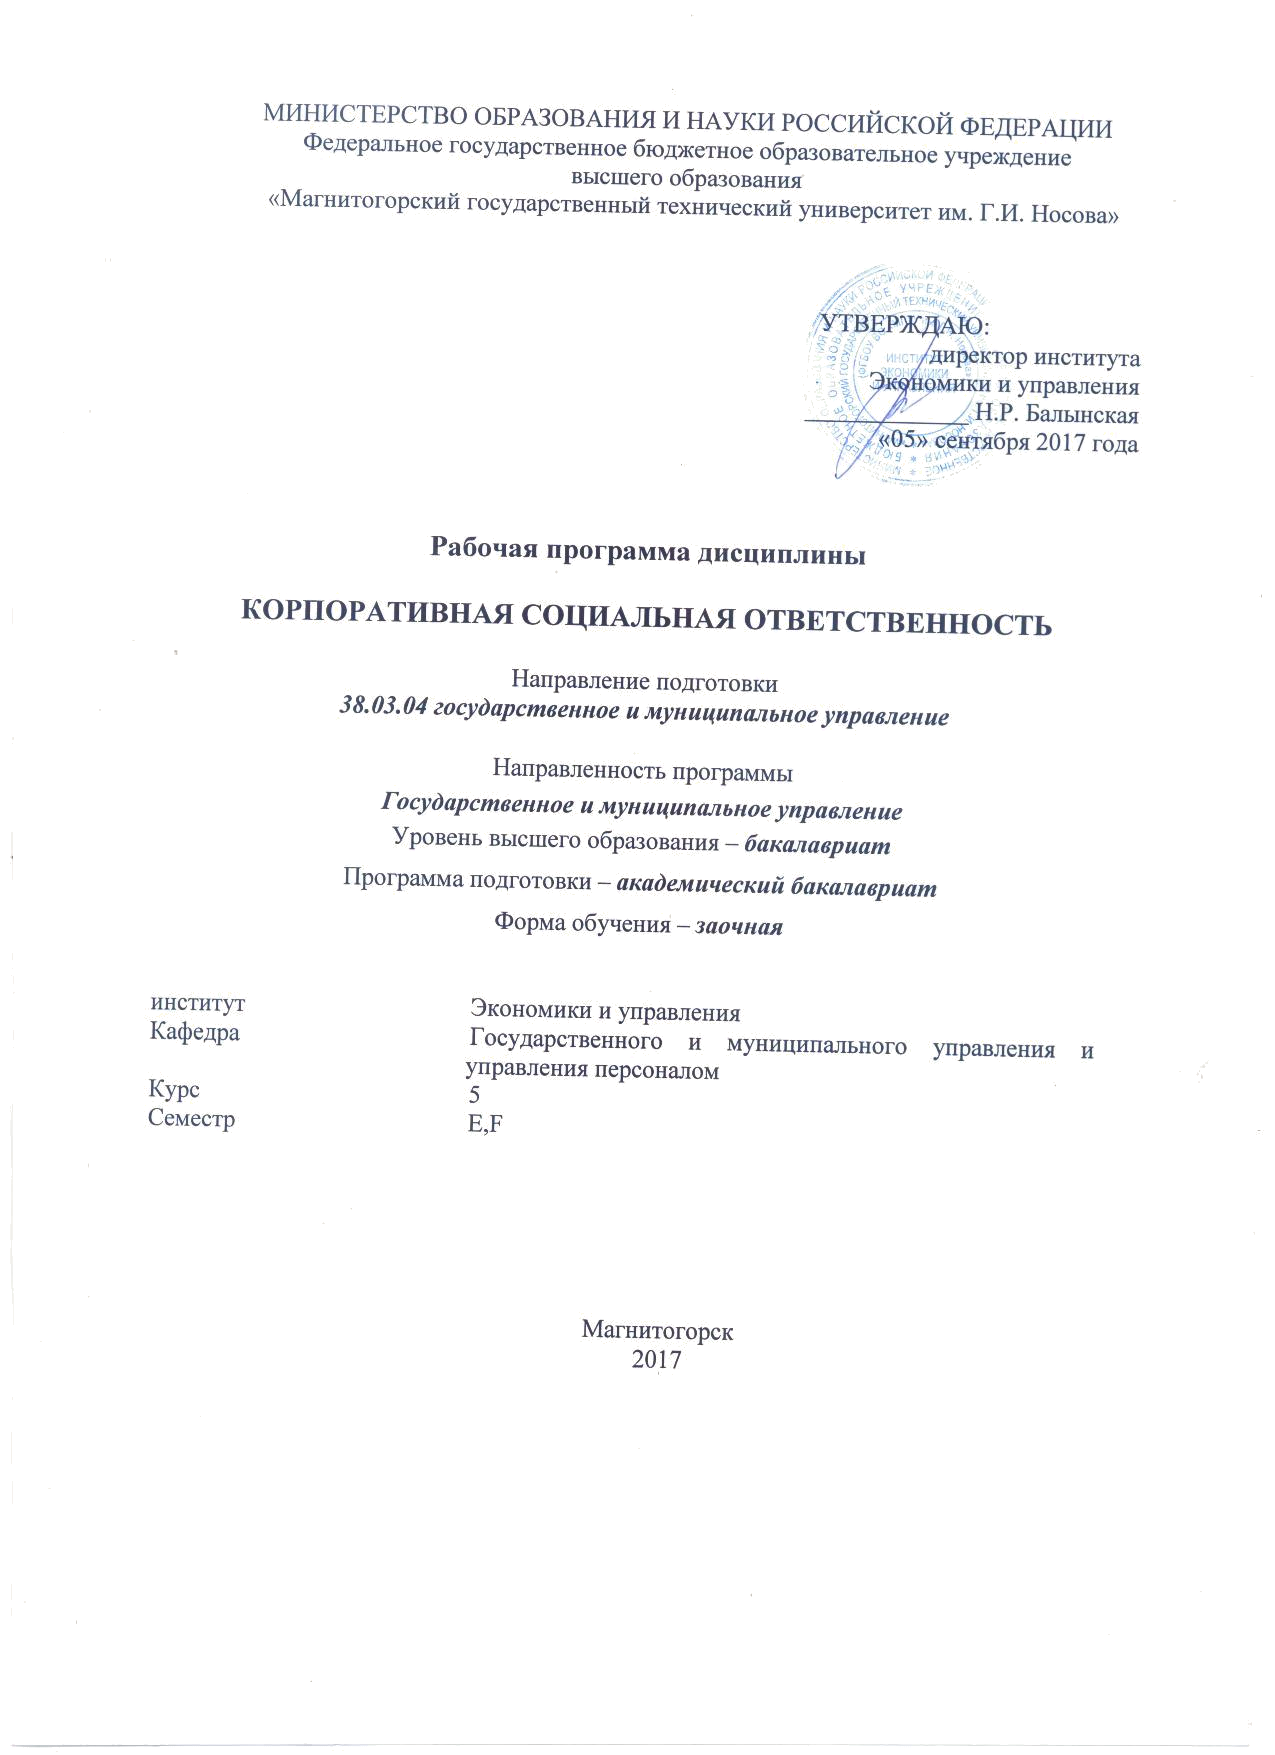 МИНИСТЕРСТВО ОБРАЗОВАНИЯ И НАУКИ РОССИЙСКОЙ ФЕДЕРАЦИИ
Федеральное государственное бюджетное образовательное учреждение
высшего образования
«Магнитогорский государственный технический университет им. Г.И. Носова»
УТВЕРЖДАЮ:
директор института
Экономики и управления
Н.Р. Балынская
«05» сентября 2017 года
Рабочая программа дисциплины
КОРПОРАТИВНАЯ СОЦИАЛЬНАЯ ОТВЕТСТВЕННОСТЬ
Направление подготовки
38.03.04 государственное и муниципальное управление
Направленность программы
Государственное и муниципальное управление
Уровень высшего образования – бакалавриат
Программа подготовки – академический бакалавриат
Форма обучения – заочная
институт Экономики и управления
Кафедра Государственного и муниципального управления и
управления персоналом
Курс 5
Семестр E,F
Магнитогорск
2017